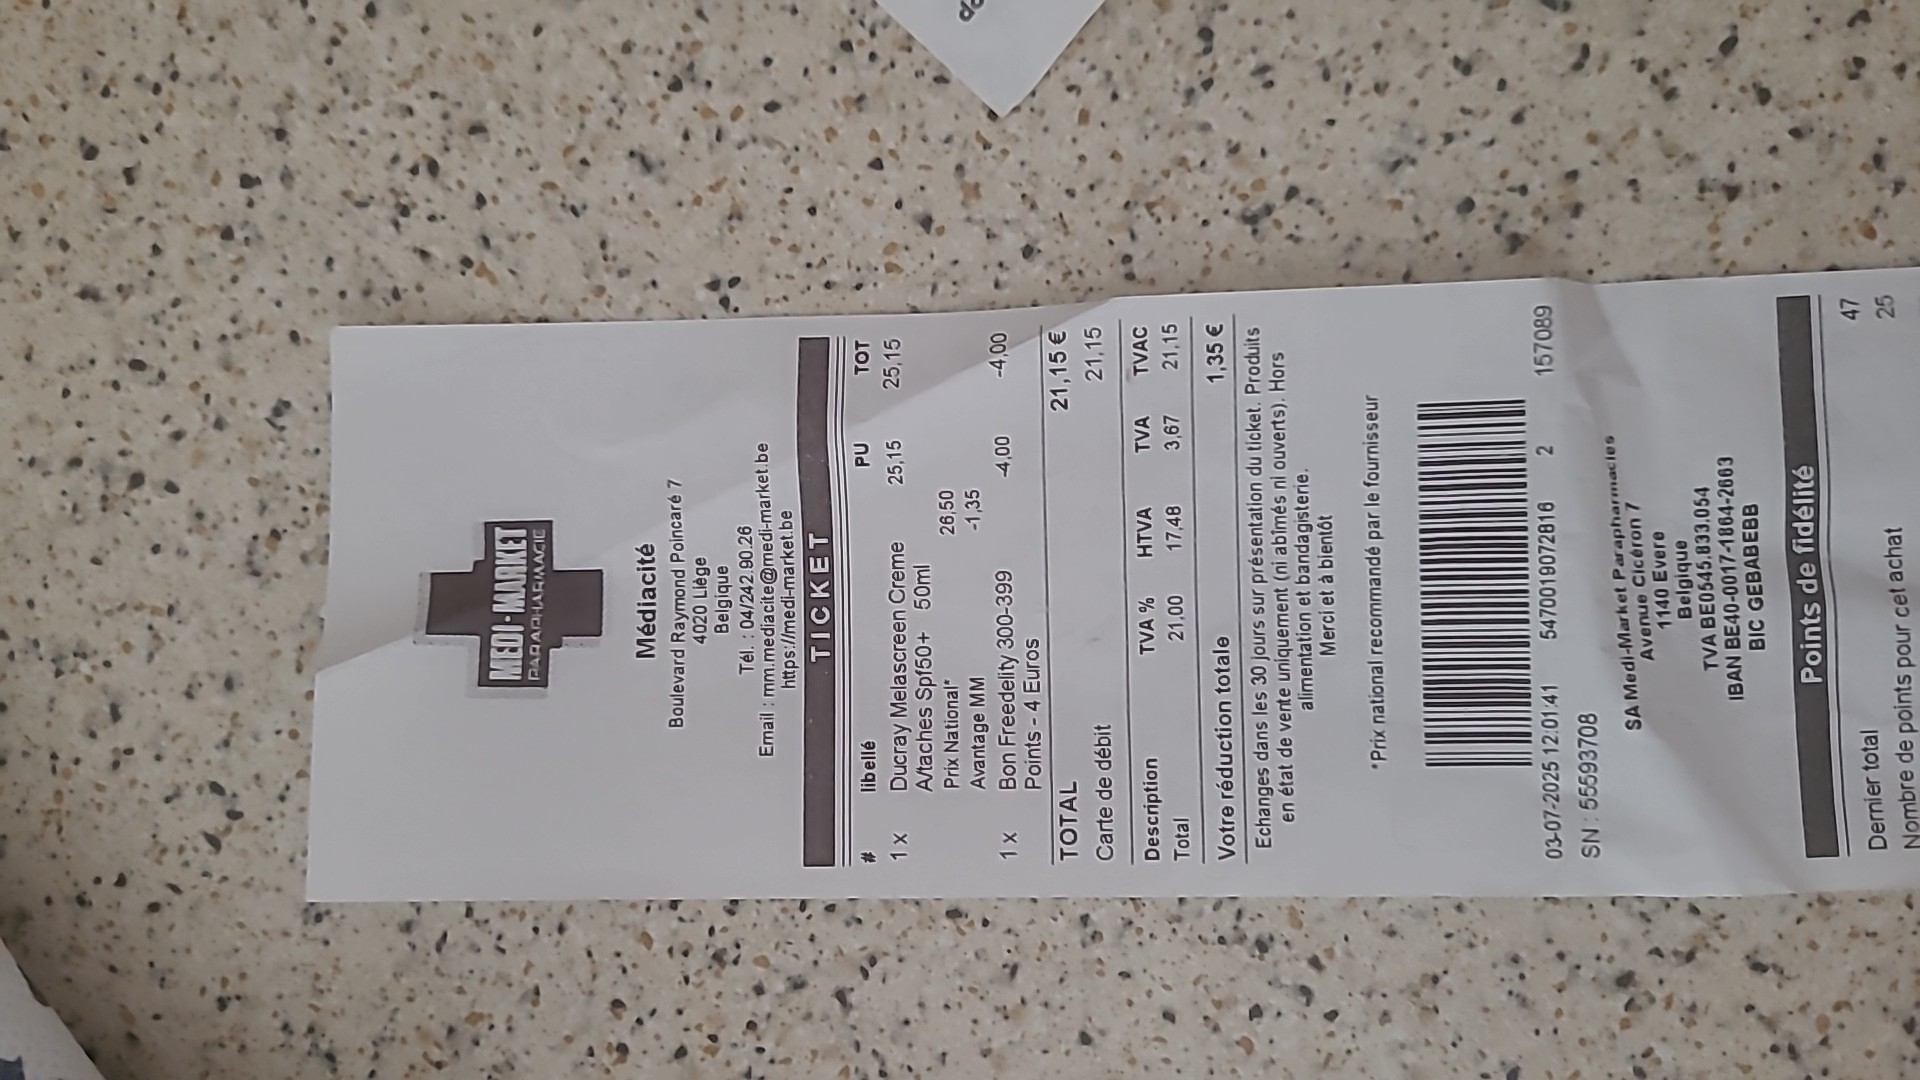 MEDI-MARKET
PARAPHARMACIE
Médiacité
Boulevard Raymond Poincaré 7
4020 Liège
Belgique
Tél. : 04/242.90.26
Email : mm.mediacite@medi-market.be
https://medi-market.be
TICKET
# libellé PU TOT
1 x Ducray Melascreen Creme 25,15 25,15
A/taches Spf50+ 50ml
Prix National* 26,50
Avantage MM -1,35
1 x Bon Freedelity 300-399 -4,00 -4,00
Points - 4 Euros
TOTAL 21,15 €
Carte de débit 21,15
Description TVA % HTVA TVA TVAC
Total 21,00 17,48 3,67 21,15
Votre réduction totale 1,35 €
Echanges dans les 30 jours sur présentation du ticket. Produits
en état de vente uniquement (ni abîmés ni ouverts). Hors
alimentation et bandagisterie.
Merci et à bientôt
*Prix national recommandé par le fournisseur
03-07-2025 12:01:41 5470019072816 2 157089
SN : 55593708
SA Medi-Market Parapharmacies
Avenue Cicéron 7
1140 Evere
Belgique
TVA BE0545.833.054
IBAN BE40-0017-1864-2663
BIC GEBABEBB
Points de fidélité
Dernier total 47
Nombre de points pour cet achat 25